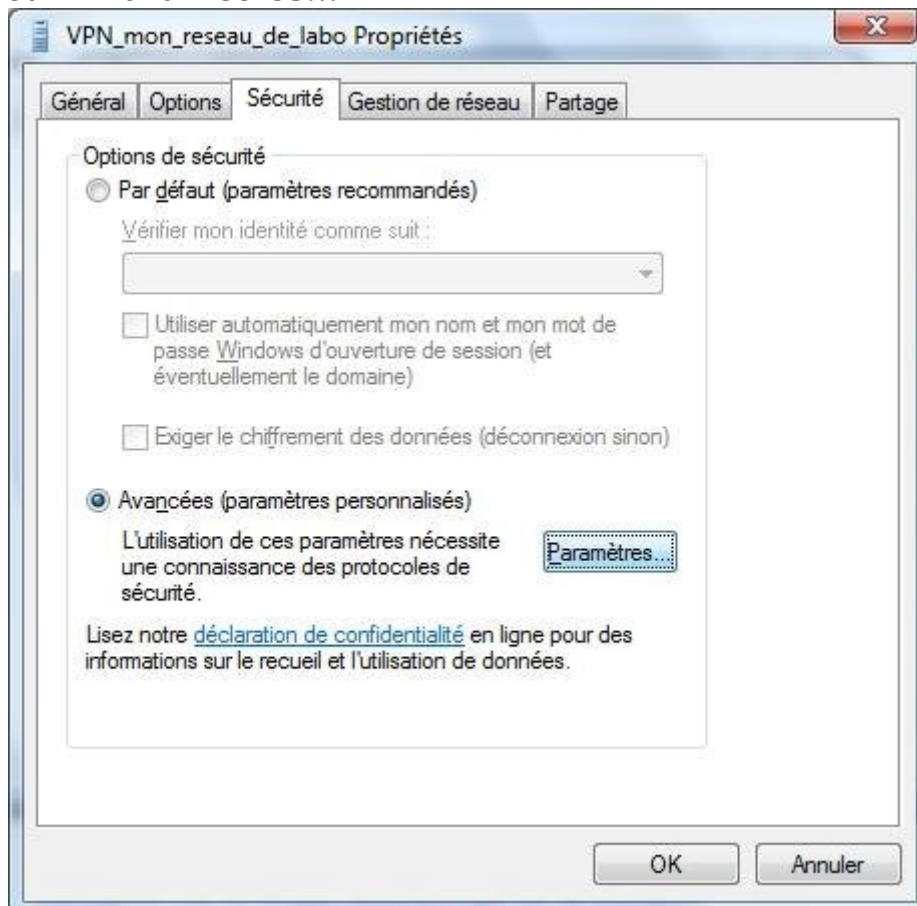 VPN_mon_reseau_de_labo Propriétés
Général Options Sécurité Gestion de réseau Partage
Options de sécurité
Par défaut (paramètres recommandés)
Vérifier mon identité comme suit :
Utiliser automatiquement mon nom et mon mot de
passe Windows d'ouverture de session (et
éventuellement le domaine)
Exiger le chiffrement des données (déconnexion sinon)
Avancées (paramètres personnalisés)
L'utilisation de ces paramètres nécessite
une connaissance des protocoles de
sécurité.
Paramètres...
Lisez notre déclaration de confidentialité en ligne pour des
informations sur le recueil et l'utilisation de données.
OK Annuler